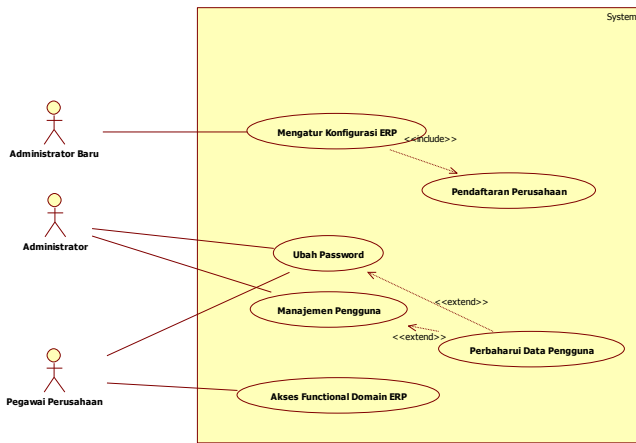 System
Mengatur Konfigurasi ERP
<<include>>
Administrator Baru
Pendaftaran Perusahaan
Administrator
Ubah Password
<<extend>>
Manajemen Pengguna
<<extend>>
Perbaharui Data Pengguna
Pegawai Perusahaan
Akses Functional Domain ERP